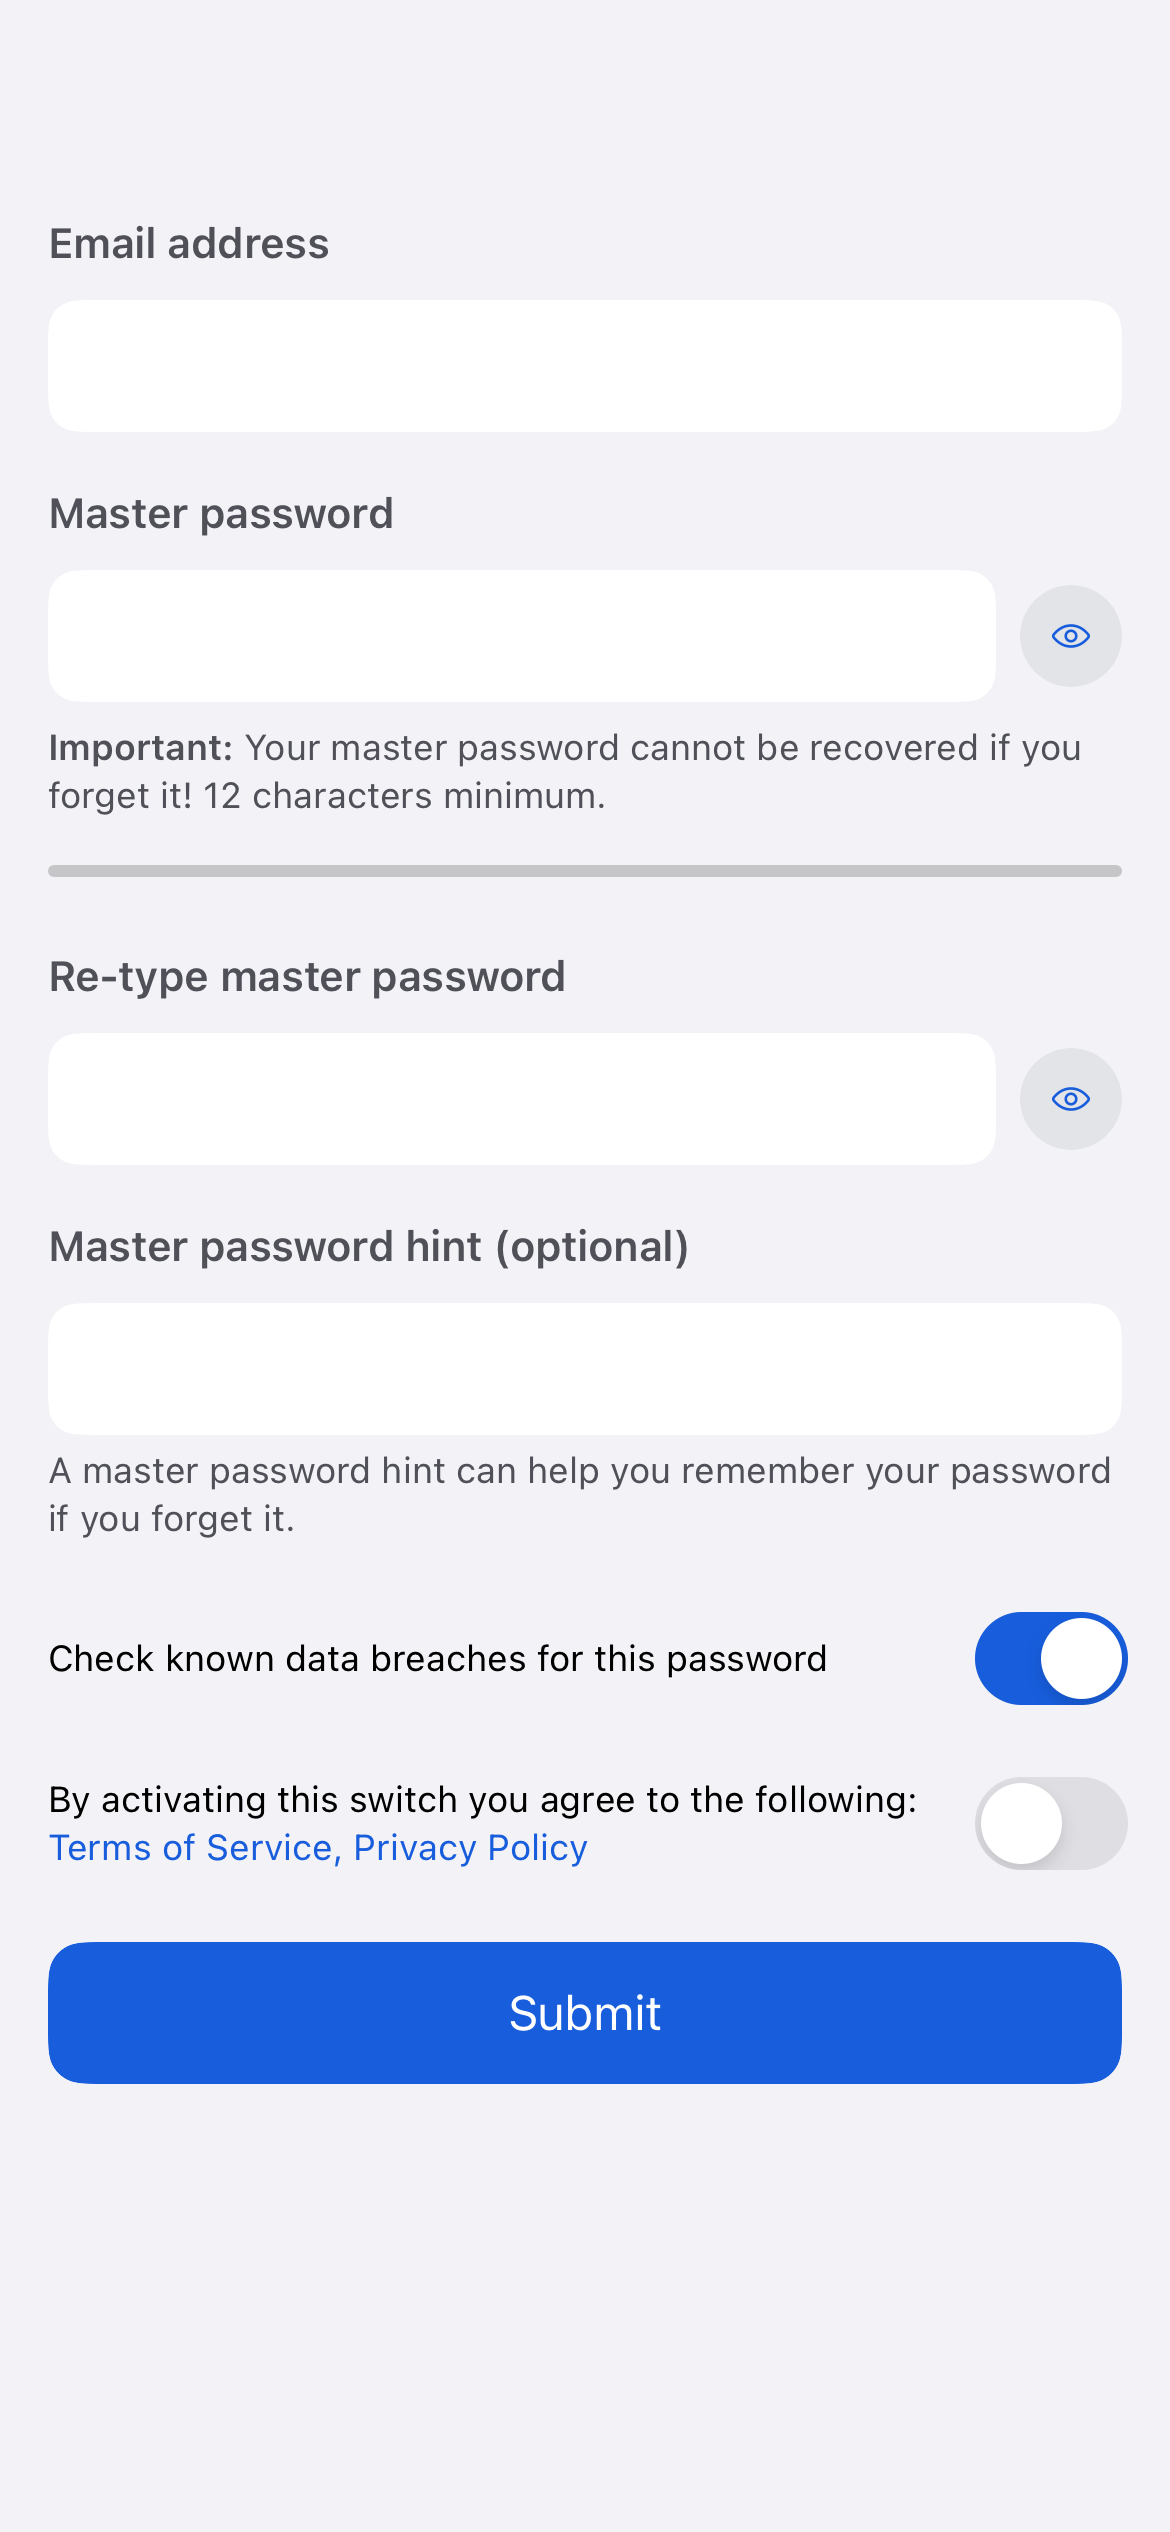 Email address
Master password
Important: Your master password cannot be recovered if you
forget it! 12 characters minimum.
Re-type master password
Master password hint (optional)
A master password hint can help you remember your password
if you forget it.
Check known data breaches for this password
By activating this switch you agree to the following:
Terms of Service, Privacy Policy
Submit